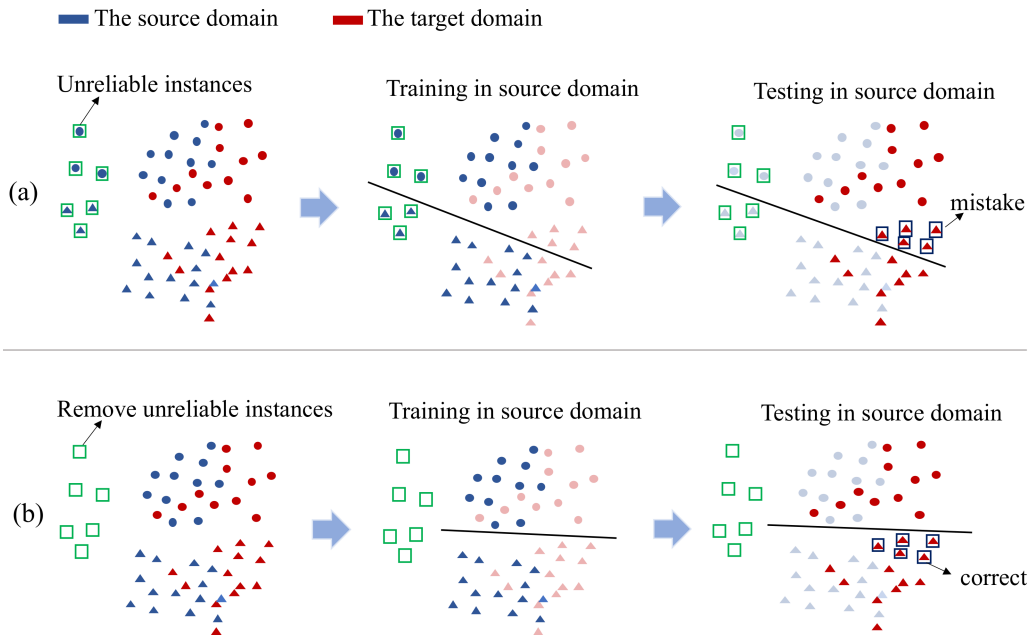 The source domain
The target domain
Unreliable instances
Training in source domain
Testing in source domain
(a)
mistake
Remove unreliable instances
Training in source domain
Testing in source domain
(b)
correct